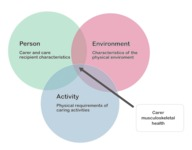 Person
Carer and care
recipient characteristics
Environment
Characteristics of the
physical environment
Activity
Physical requirements of
caring activities
Carer
musculoskeletal
health